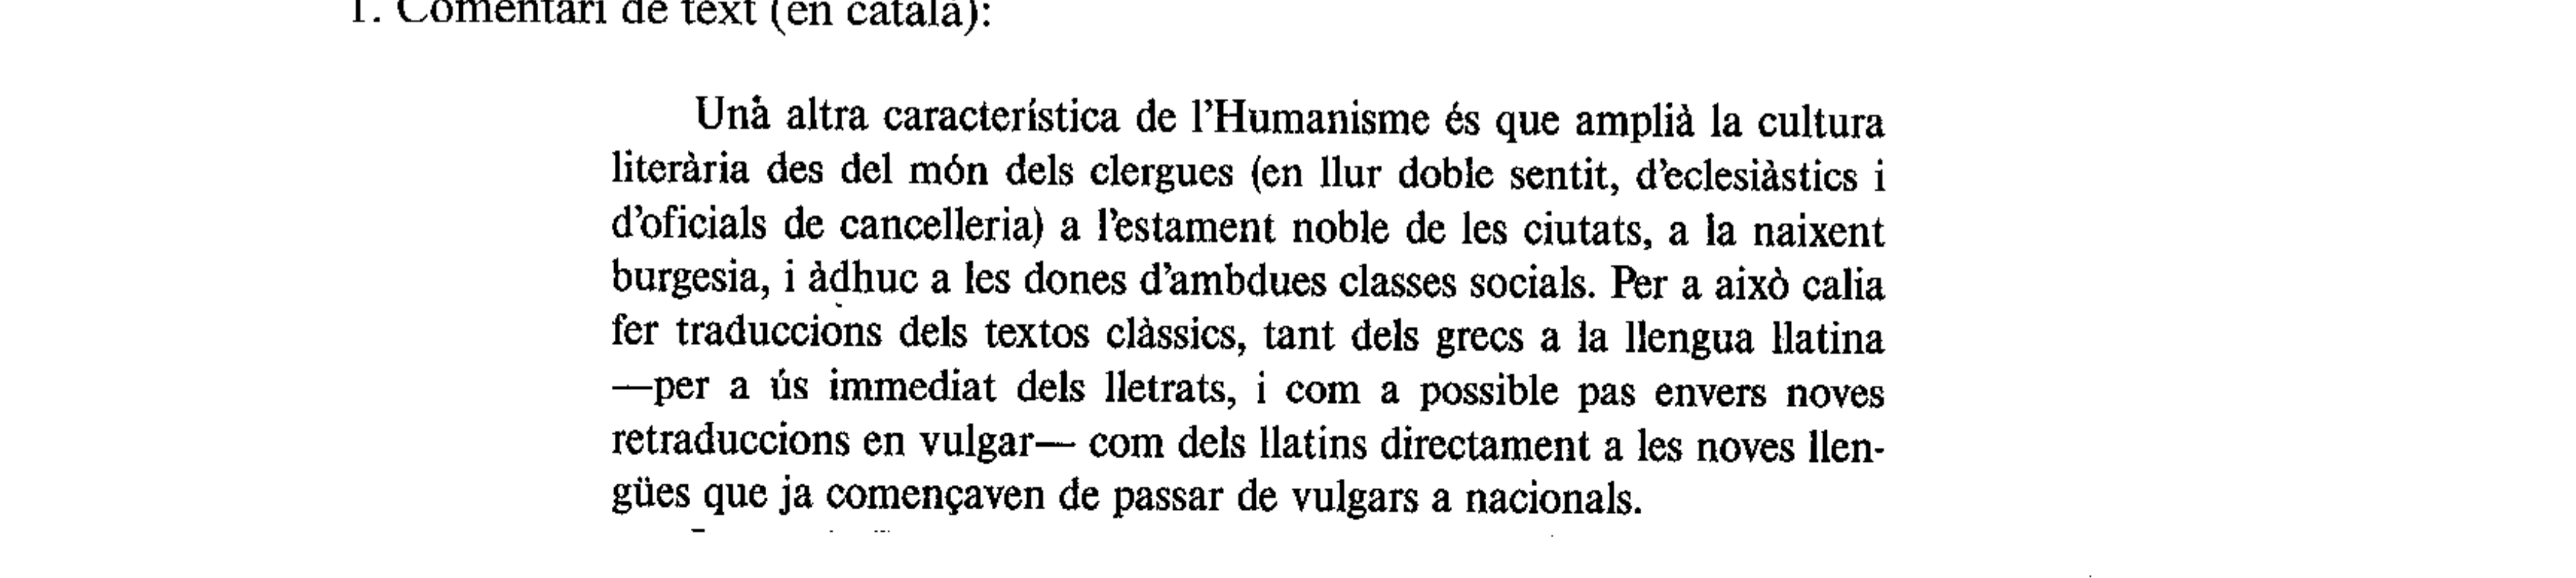 1. Comentari de text (en català):
Una altra característica de l'Humanisme és que amplià la cultura
literària des del món dels clergues (en llur doble sentit, d'eclesiàstics i
d'oficials de cancelleria) a l'estament noble de les ciutats, a la naixent
burgesia, i àdhuc a les dones d'ambdues classes socials. Per a això calia
fer traduccions dels textos clàssics, tant dels grecs a la llengua llatina
—per a ús immediat dels lletrats, i com a possible pas envers noves
retraduccions en vulgar— com dels llatins directament a les noves llen-
gües que ja començaven de passar de vulgars a nacionals.